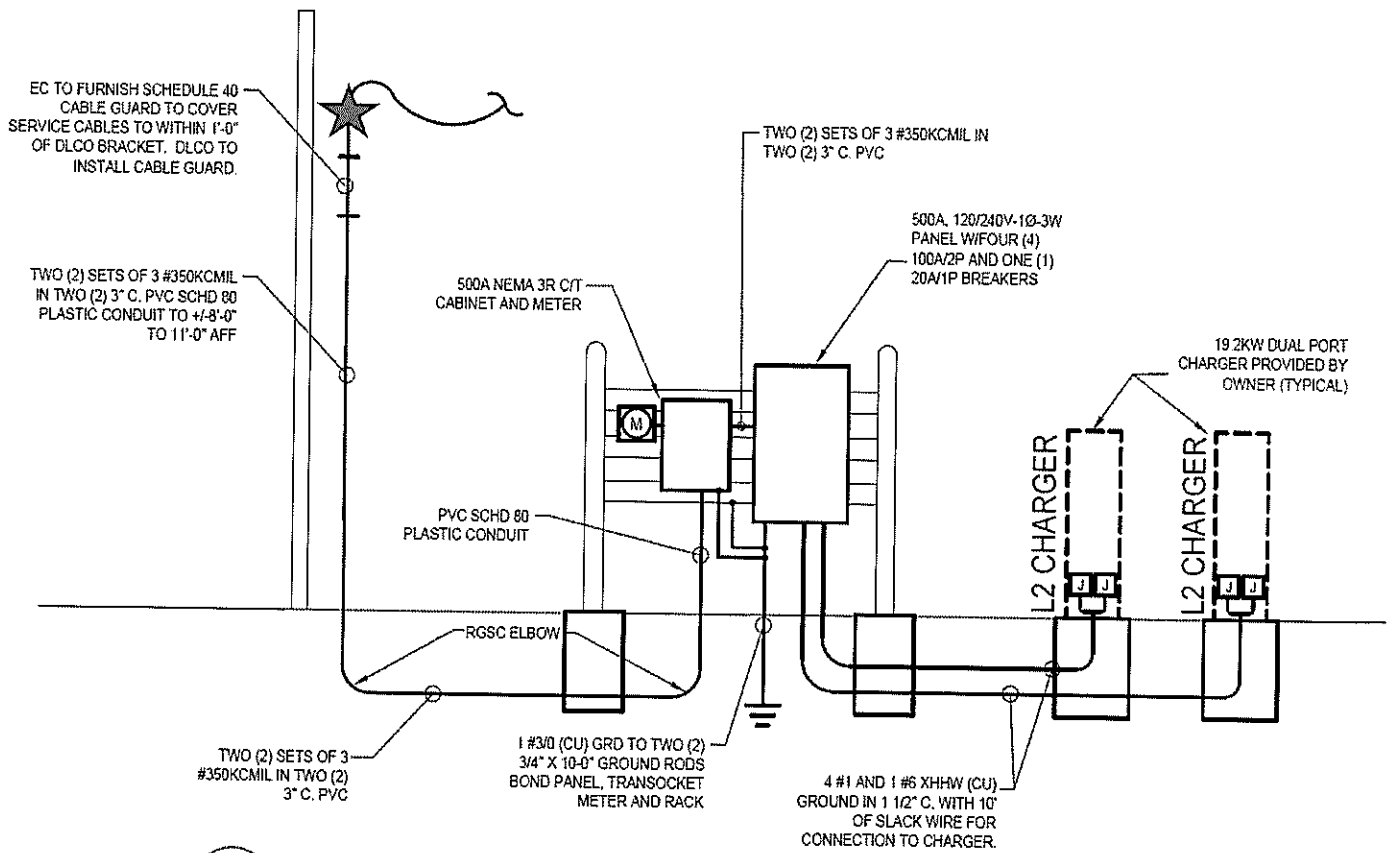 EC TO FURNISH SCHEDULE 40
CABLE GUARD TO COVER
SERVICE CABLES TO WITHIN 1'-0"
OF DLCO BRACKET. DLCO TO
INSTALL CABLE GUARD.
TWO (2) SETS OF 3 #350KCMIL IN
TWO (2) 3" C. PVC
500A, 120/240V-1Ø-3W
PANEL W/FOUR (4)
100A/2P AND ONE (1)
20A/1P BREAKERS
TWO (2) SETS OF 3 #350KCMIL
IN TWO (2) 3" C. PVC SCHD 80
PLASTIC CONDUIT TO +/-8'-0"
TO 11'-0" AFF
500A NEMA 3R C/T
CABINET AND METER
19.2KW DUAL PORT
CHARGER PROVIDED BY
OWNER (TYPICAL)
M
L2 CHARGER
L2 CHARGER
PVC SCHD 80
PLASTIC CONDUIT
J J
J J
RGSC ELBOW
TWO (2) SETS OF 3
#350KCMIL IN TWO (2)
3" C. PVC
1 #3/0 (CU) GRD TO TWO (2)
3/4" X 10-0" GROUND RODS
BOND PANEL, TRANSOCKET
METER AND RACK
4 #1 AND 1 #6 XHHW (CU)
GROUND IN 1 1/2" C. WITH 10'
OF SLACK WIRE FOR
CONNECTION TO CHARGER.